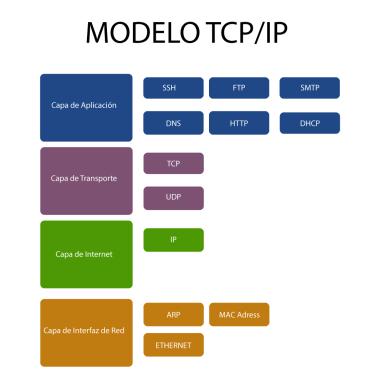 MODELO TCP/IP
Capa de Aplicación
SSH
FTP
SMTP
DNS
HTTP
DHCP
Capa de Transporte
TCP
UDP
Capa de Internet
IP
Capa de Interfaz de Red
ARP
MAC Adress
ETHERNET